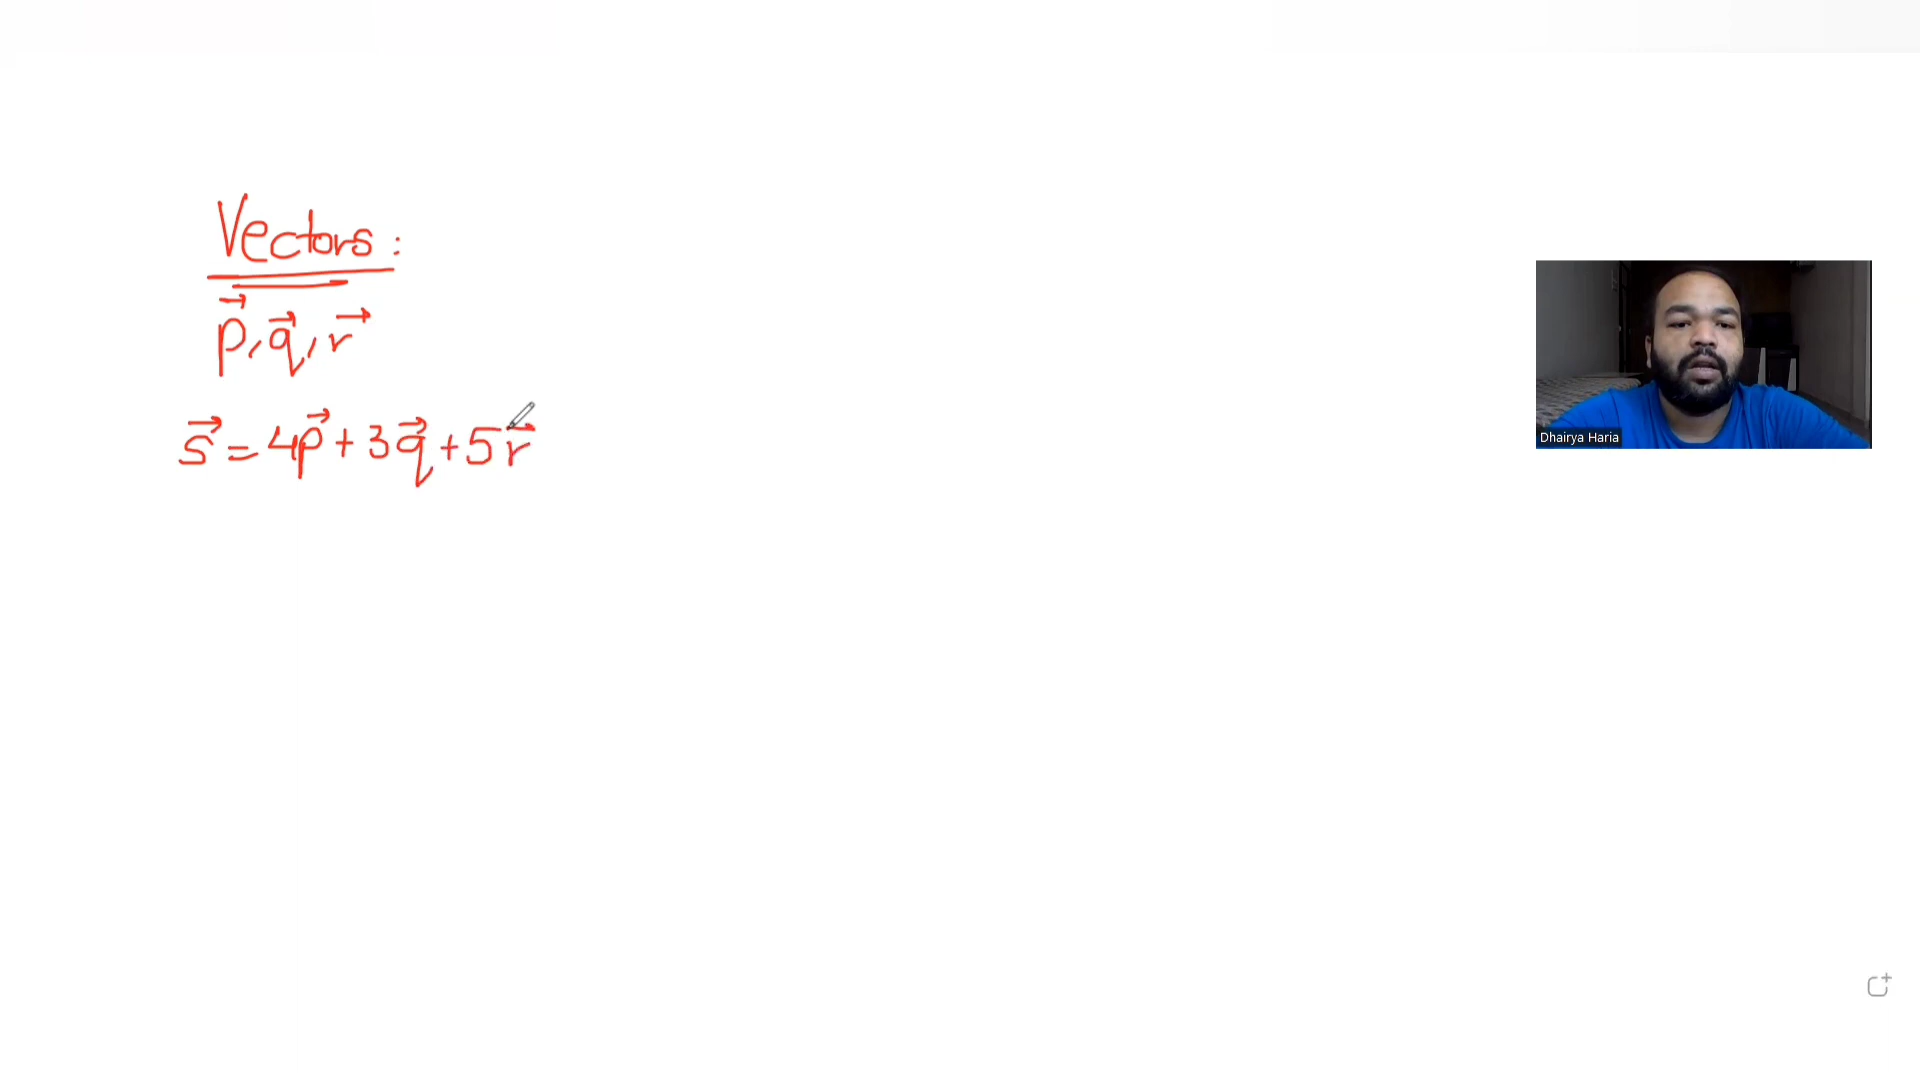 Vectors:
p⃗, q⃗, r⃗
s⃗ = 4p⃗ + 3q⃗ + 5r⃗
Dhairya Haria